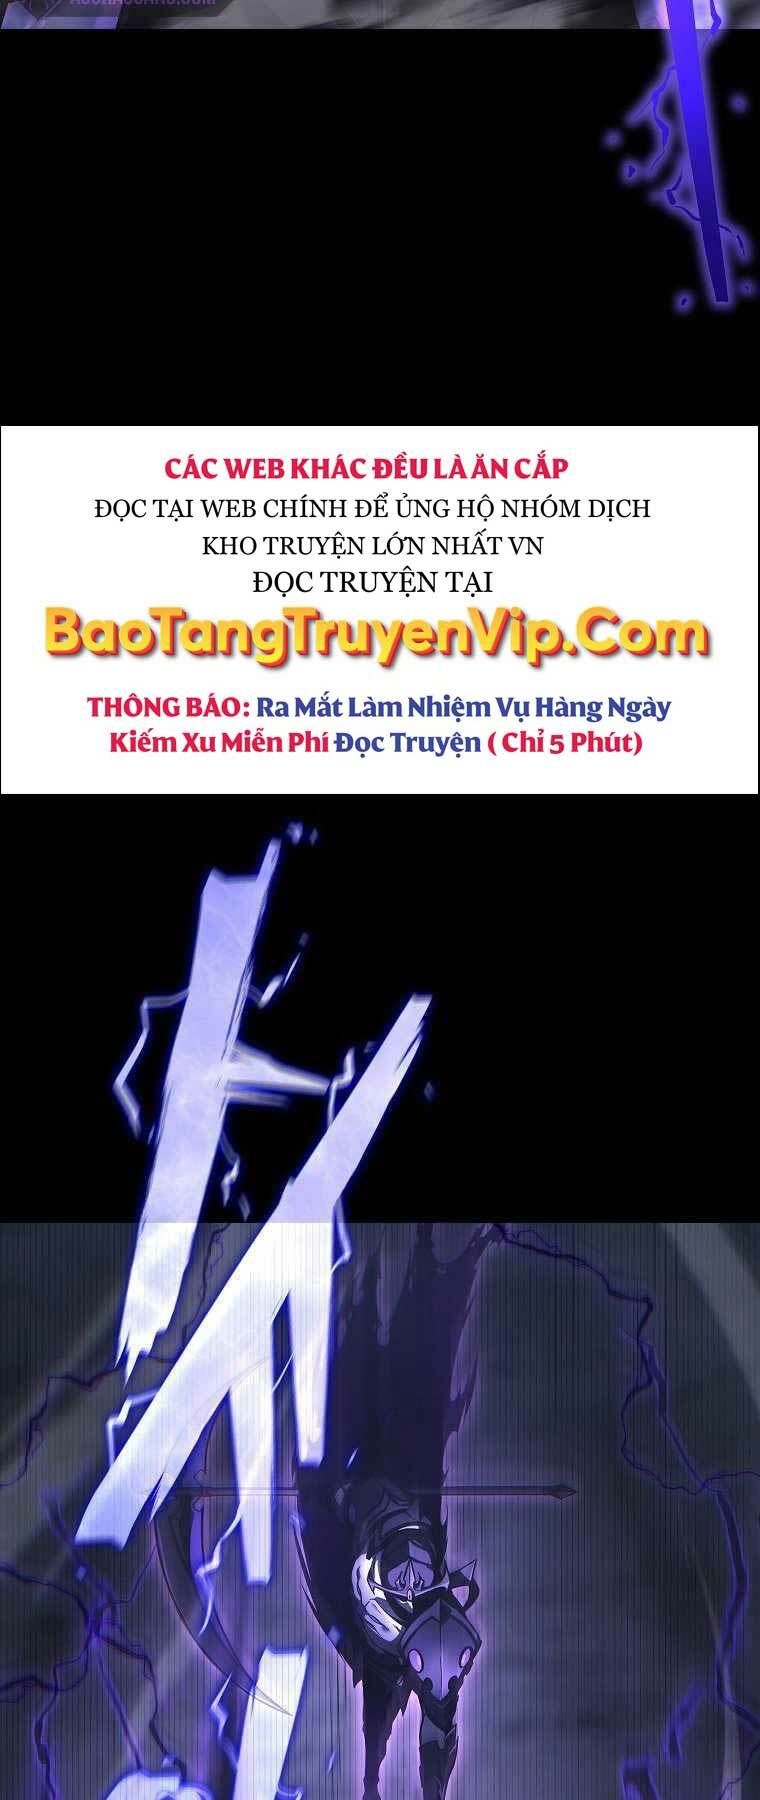 CÁC WEB KHÁC ĐỀU LÀ ĂN CẮP
ĐỌC TẠI WEB CHÍNH ĐỂ ỦNG HỘ NHÓM DỊCH
KHO TRUYỆN LỚN NHẤT VN
ĐỌC TRUYỆN TẠI
BaoTangTruyenVip.Com
THÔNG BÁO: Ra Mắt Làm Nhiệm Vụ Hàng Ngày
Kiếm Xu Miễn Phí Đọc Truyện ( Chỉ 5 Phút)